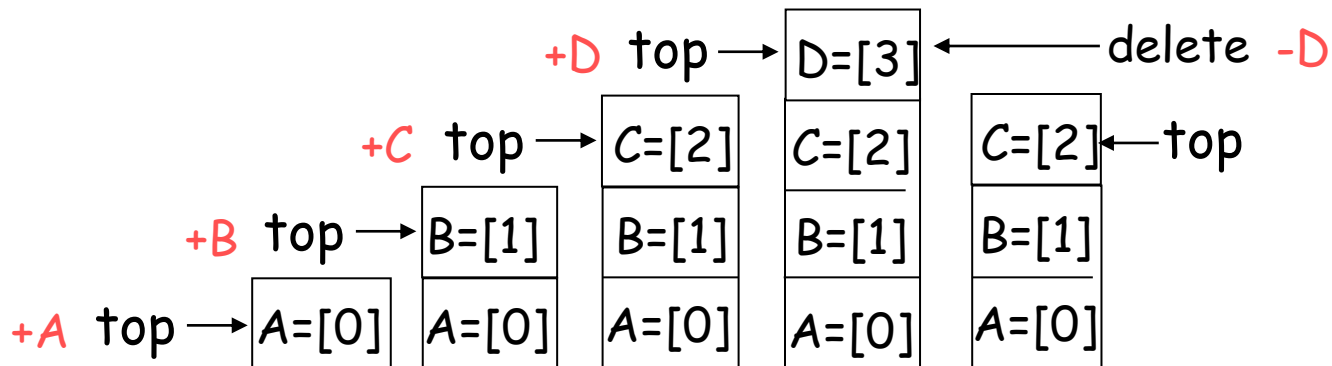 +D top D=[3] delete -D
+C top C=[2] C=[2] C=[2] top
+B top B=[1] B=[1] B=[1] B=[1]
+A top A=[0] A=[0] A=[0] A=[0] A=[0]